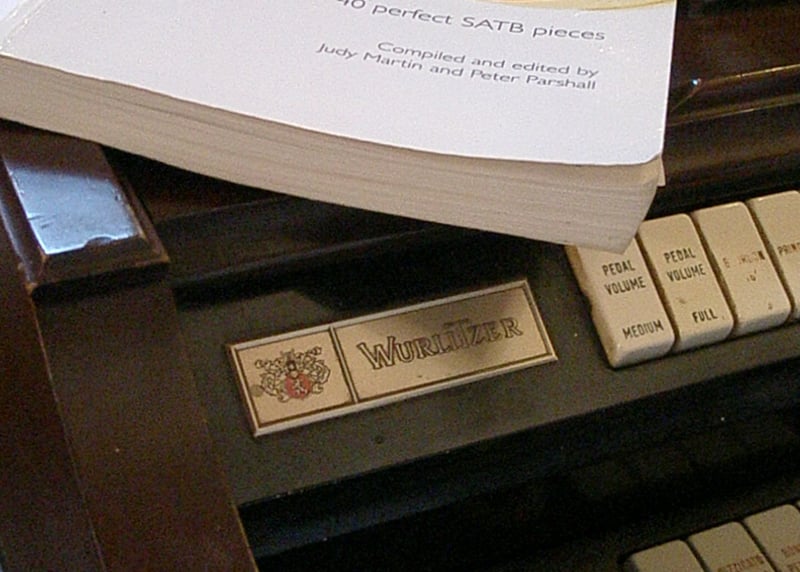 40 perfect SATB pieces
Compiled and edited by
Judy Martin and Peter Parshall
WURLITZER
PEDAL VOLUME MEDIUM
PEDAL VOLUME FULL